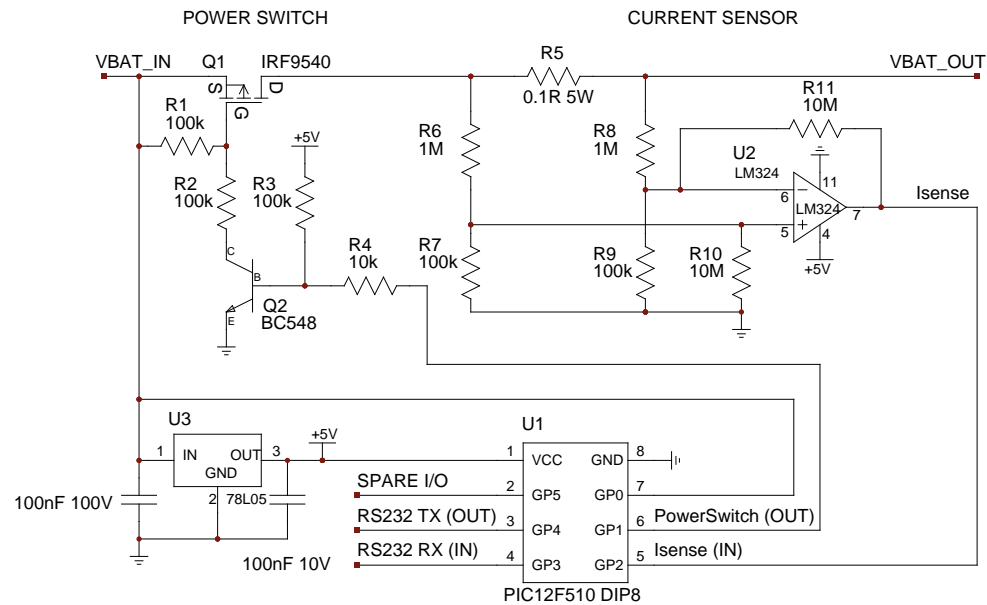 POWER SWITCH
CURRENT SENSOR
VBAT_IN
Q1
IRF9540
S
D
G
R1
100k
R2
100k
+5V
R3
100k
C
B
E
Q2
BC548
R4
10k
R5
0.1R 5W
VBAT_OUT
R6
1M
R7
100k
R8
1M
R9
100k
R10
10M
R11
10M
U2
LM324
LM324
11
6
5
7
4
+5V
Isense
U3
1
IN
OUT
3
GND
2
78L05
+5V
100nF 100V
100nF 10V
U1
1
VCC
GND
8
SPARE I/O
2
GP5
GP0
7
RS232 TX (OUT)
3
GP4
GP1
6
PowerSwitch (OUT)
RS232 RX (IN)
4
GP3
GP2
5
Isense (IN)
PIC12F510 DIP8